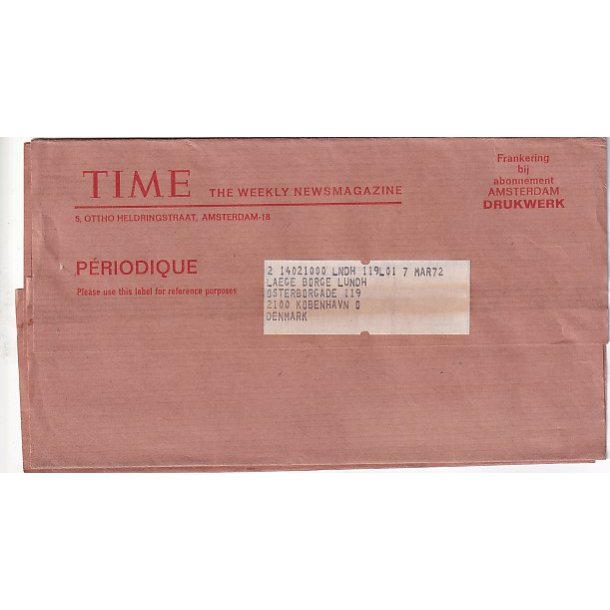 TIME THE WEEKLY NEWSMAGAZINE
5, OTTHO HELDRINGSTRAAT, AMSTERDAM-18
Frankering
bij
abonnement
AMSTERDAM
DRUKWERK
PÉRIODIQUE
Please use this label for reference purposes
2 14021000 LNDH 119L01 7 MAR72
LAEGE BORGE LUNDH
OSTERBORGADE 119
2100 KOBENHAVN O
DENMARK